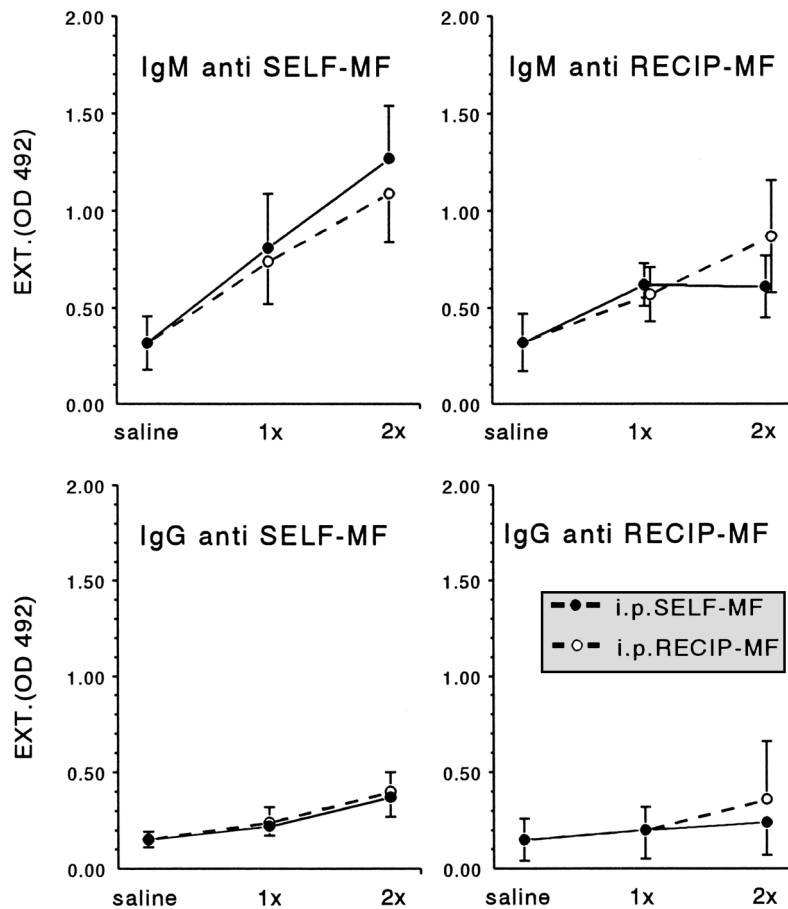 2.00
IgM anti SELF-MF
1.50
1.00
0.50
0.00
EXT.(OD 492)
saline 1x 2x
2.00
IgM anti RECIP-MF
1.50
1.00
0.50
0.00
saline 1x 2x
2.00
IgG anti SELF-MF
1.50
1.00
0.50
0.00
EXT.(OD 492)
saline 1x 2x
2.00
IgG anti RECIP-MF
1.50
i.p.SELF-MF
i.p.RECIP-MF
1.00
0.50
0.00
saline 1x 2x